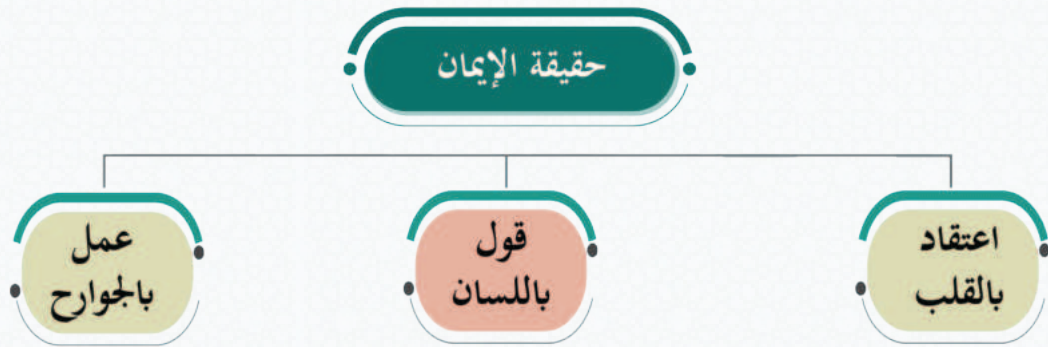 حقيقة الإيمان
اعتقاد
بالقلب
قول
باللسان
عمل
بالجوارح